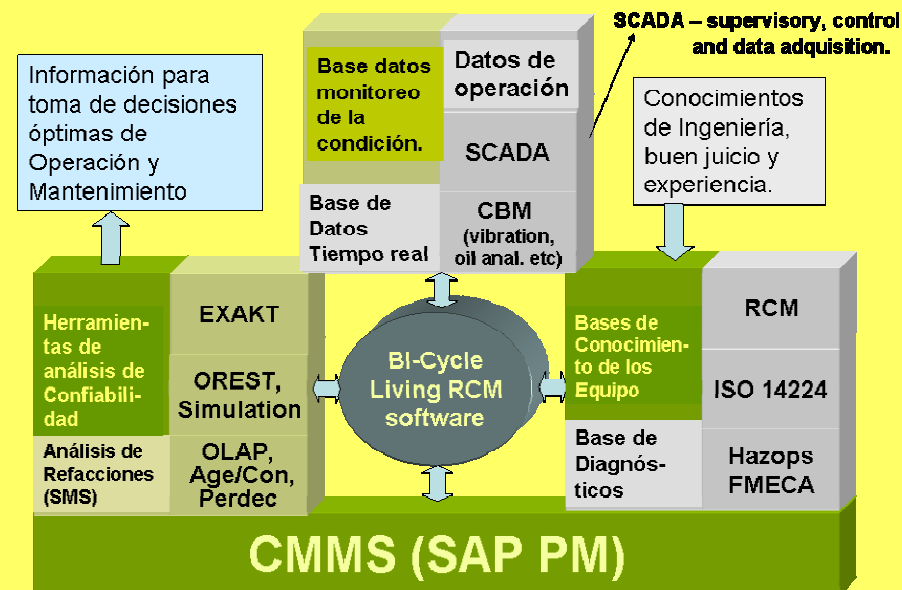 SCADA – supervisory, control
and data adquisition.
Información para
toma de decisiones
óptimas de
Operación y
Mantenimiento
Base datos
monitoreo
de la
condición.
Datos de
operación
SCADA
Base de
Datos
Tiempo real
CBM
(vibration,
oil anal. etc)
Conocimientos
de Ingeniería,
buen juicio y
experiencia.
Herramien-
tas de
análisis de
Confiabili-
dad
EXAKT
OREST,
Simulation
Análisis de
Refacciones
(SMS)
OLAP,
Age/Con,
Perdec
BI-Cycle
Living RCM
software
Bases de
Conocimien-
to de los
Equipo
RCM
ISO 14224
Base de
Diagnós-
ticos
Hazops
FMECA
CMMS (SAP PM)